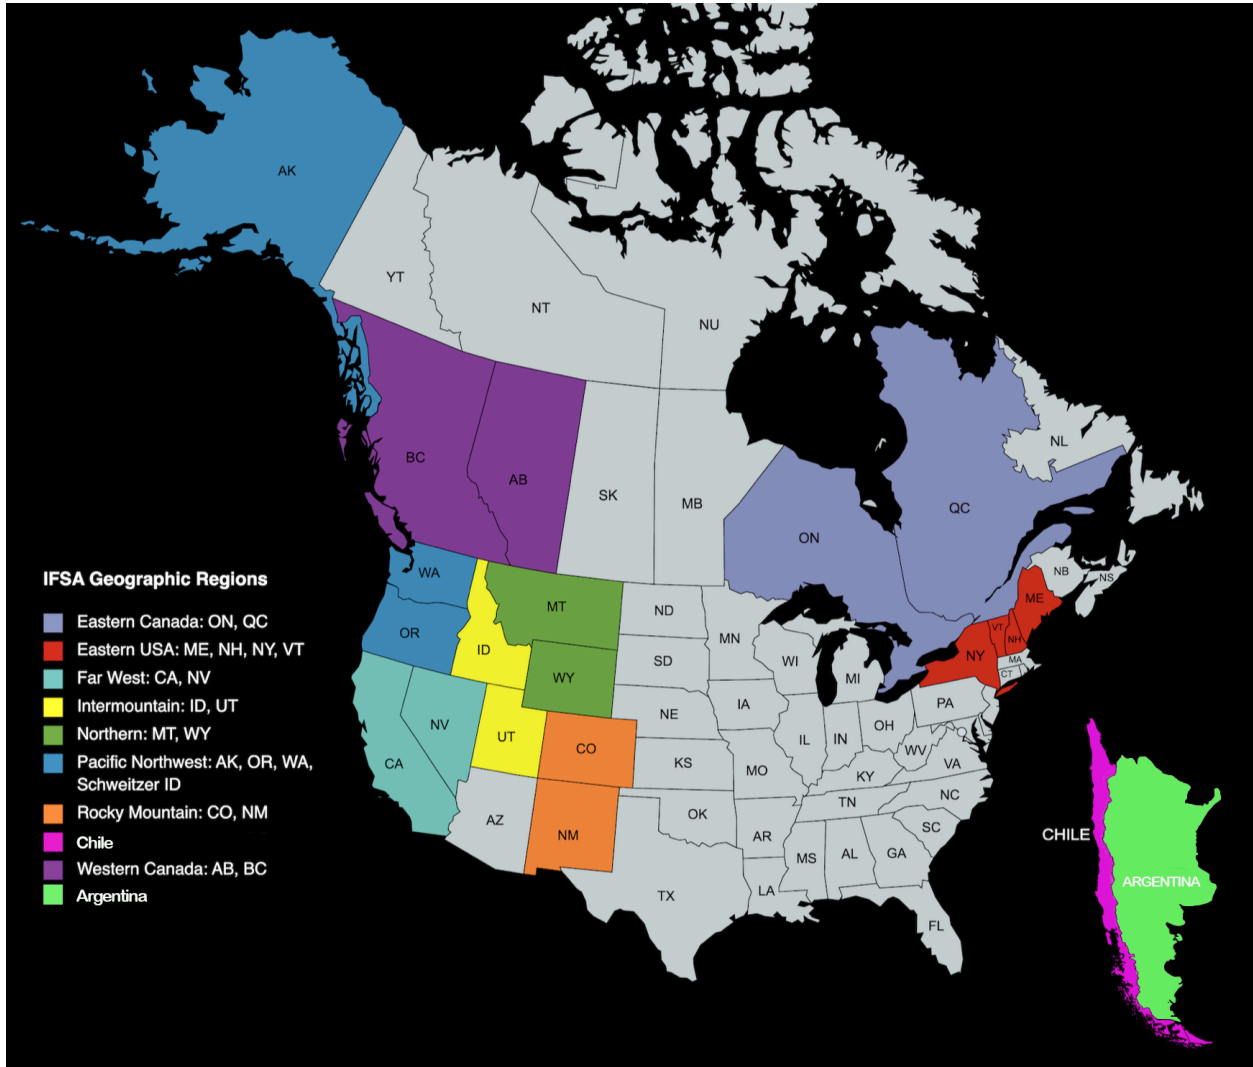 AK
YT
NT
NU
BC
AB
SK
MB
ON
QC
NL
NB
NS
IFSA Geographic Regions
Eastern Canada: ON, QC
Eastern USA: ME, NH, NY, VT
Far West: CA, NV
Intermountain: ID, UT
Northern: MT, WY
Pacific Northwest: AK, OR, WA,
Schweitzer ID
Rocky Mountain: CO, NM
Chile
Western Canada: AB, BC
Argentina
WA
OR
ID
MT
WY
ND
SD
NE
KS
OK
TX
MN
IA
MO
AR
LA
WI
IL
MI
IN
OH
KY
TN
MS
AL
GA
FL
SC
NC
VA
WV
PA
NY
VT
NH
ME
MA
CT
NV
CA
UT
CO
AZ
NM
CHILE
ARGENTINA